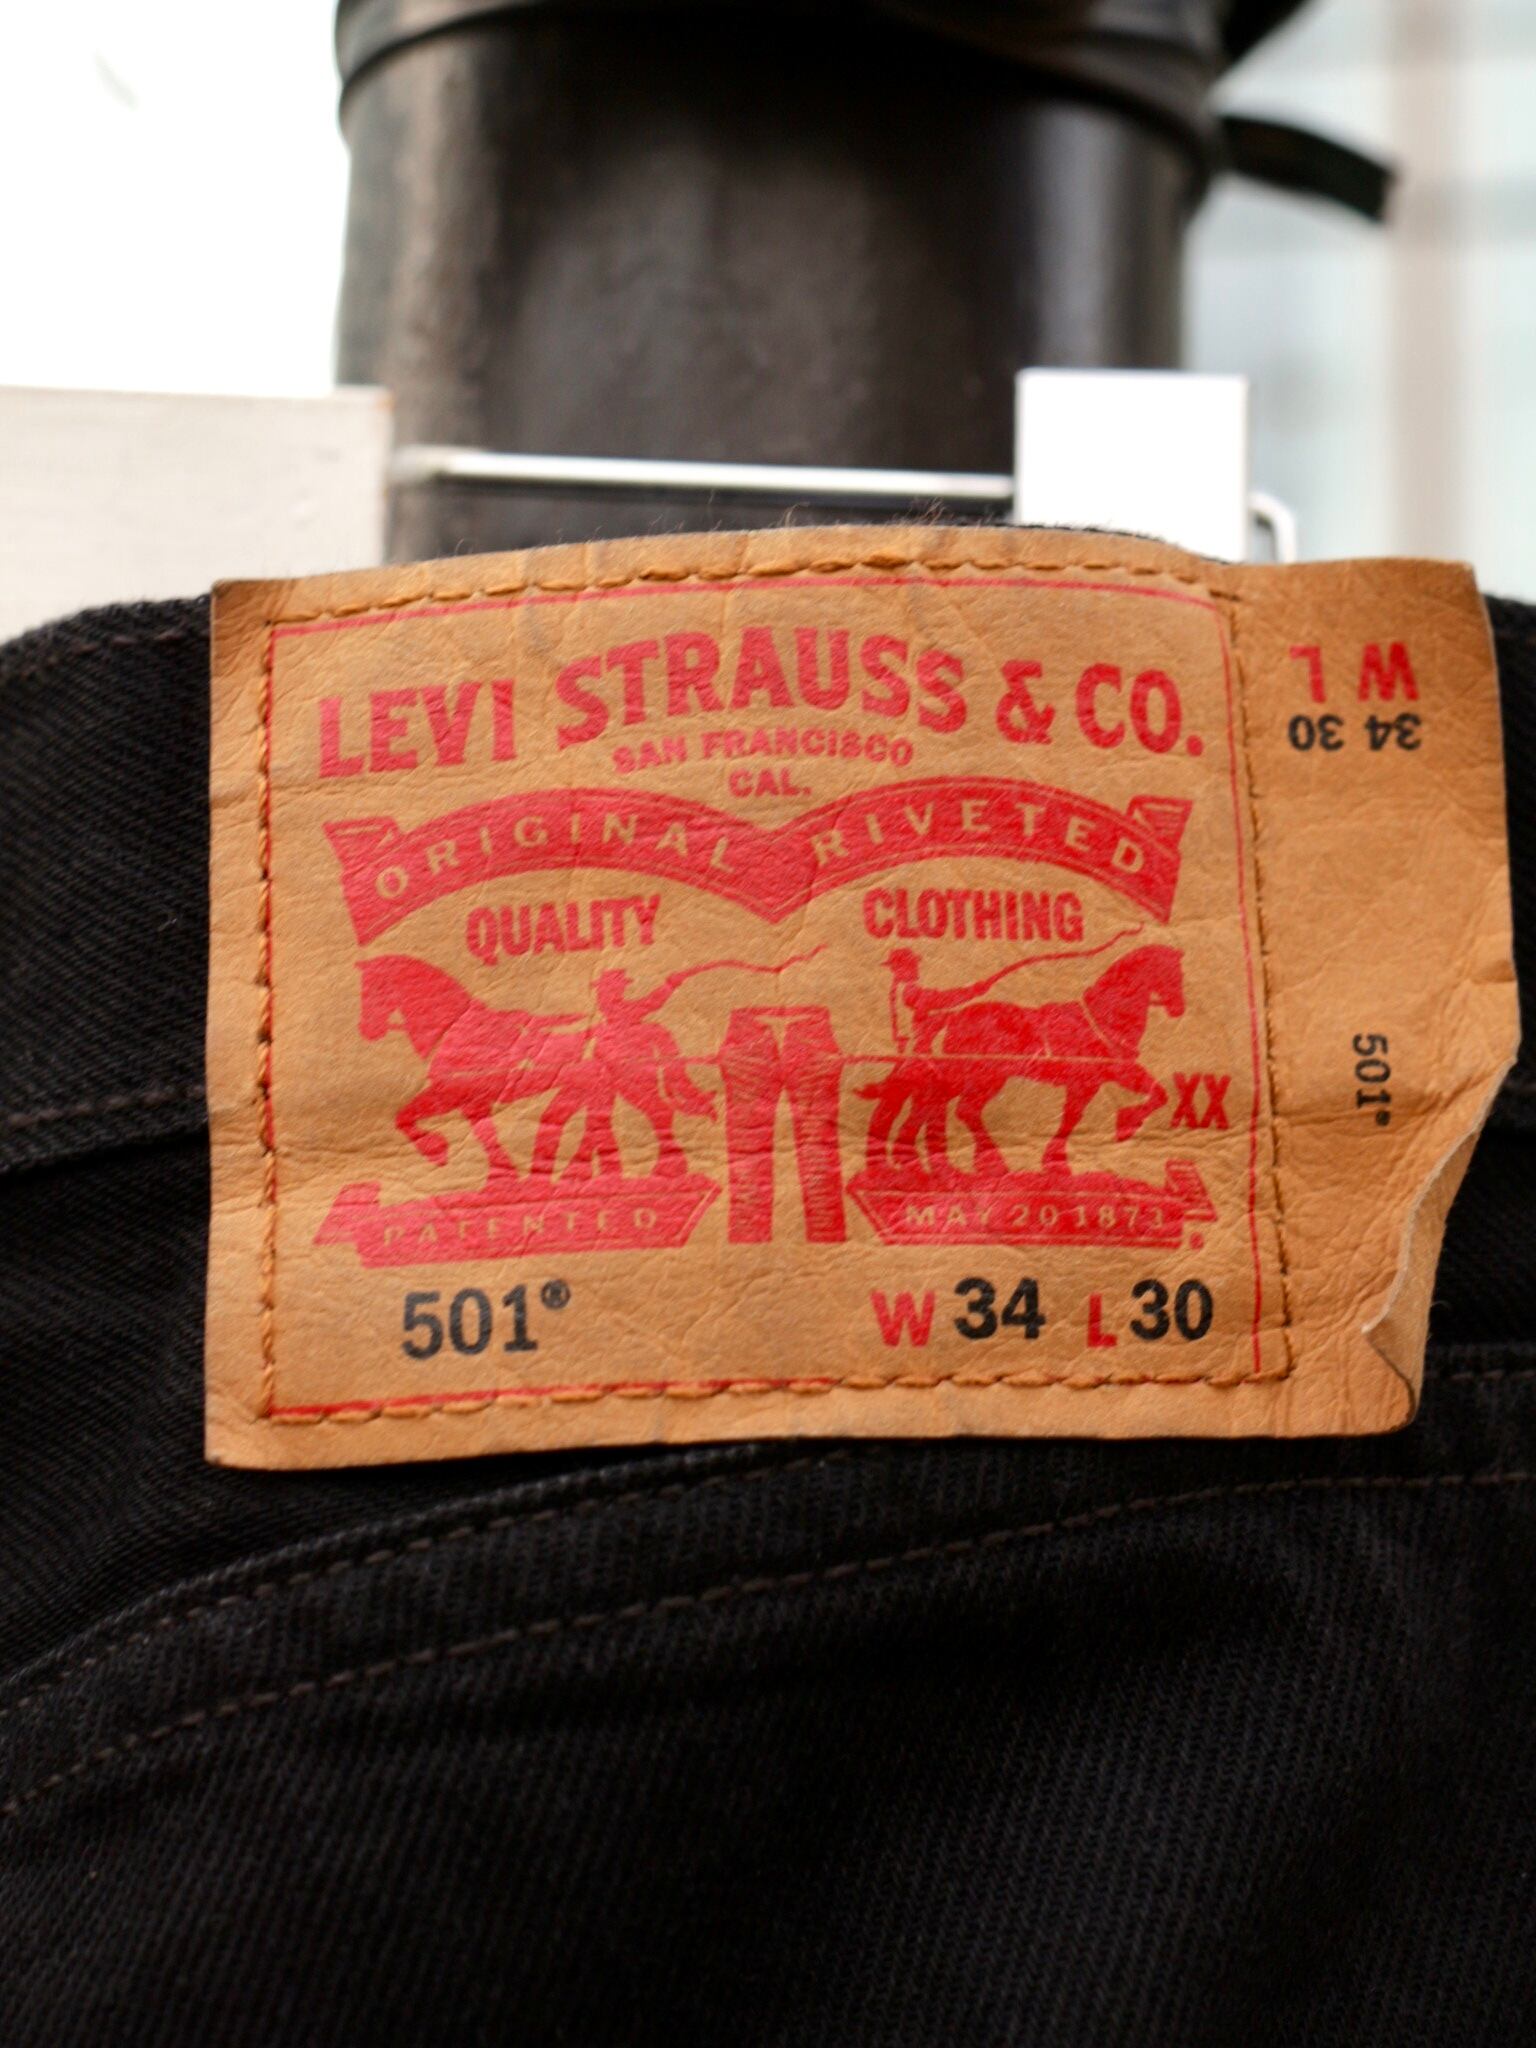 LEVI STRAUSS & CO.
SAN FRANCISCO
CAL.
ORIGINAL RIVETED
QUALITY CLOTHING
XX
PATENTED MAY 20 1873
501® W 34 L 30
W L
34 30
501®